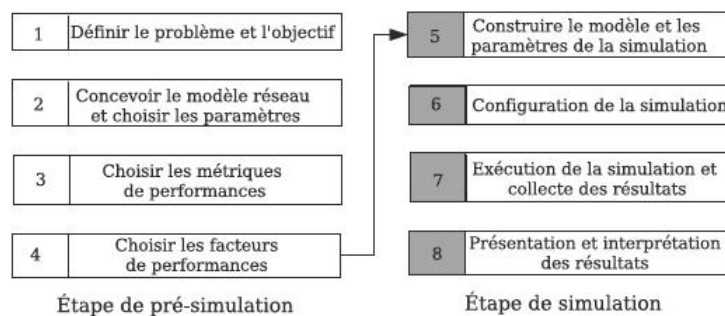 1
Définir le problème et l'objectif
2
Concevoir le modèle réseau
et choisir les paramètres
3
Choisir les métriques
de performances
4
Choisir les facteurs
de performances
Étape de pré-simulation
5
Construire le modèle et les
paramètres de la simulation
6
Configuration de la simulation
7
Exécution de la simulation et
collecte des résultats
8
Présentation et interprétation
des résultats
Étape de simulation